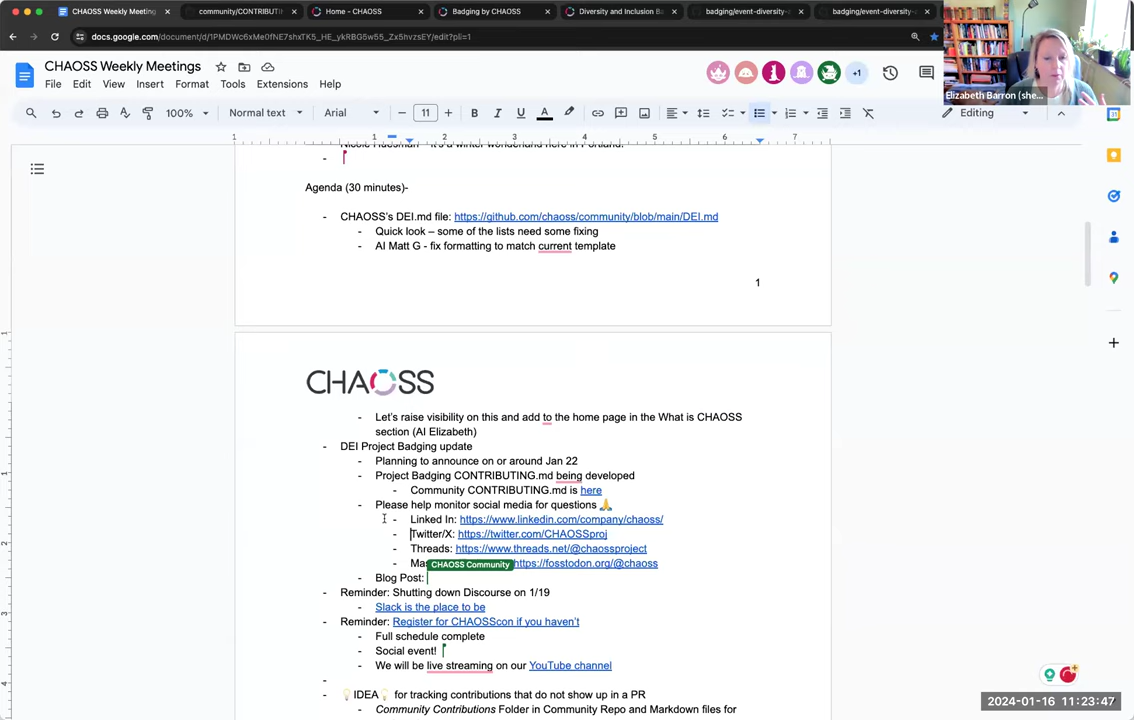 CHAOSS Weekly Meeting
community/CONTRIBUTI
Home - CHAOSS
Badging by CHAOSS
Diversity and Inclusion Ba
badging/event-diversity-
badging/event-diversity-
docs.google.com/document/d/1PMDWc6xMe0fNE7shxTK5_HE_ykRBG5w55_Zx5hvzsEY/edit?pli=1
CHAOSS Weekly Meetings
File Edit View Insert Format Tools Extensions Help
+1
Elizabeth Barron (she...
100% Normal text Arial 11 Editing
1 1 2 3 4 5 6 7
Agenda (30 minutes)-
- CHAOSS's DEI.md file: https://github.com/chaoss/community/blob/main/DEI.md
- Quick look – some of the lists need some fixing
- AI Matt G - fix formatting to match current template
1
CHAOSS
- Let's raise visibility on this and add to the home page in the What is CHAOSS
section (AI Elizabeth)
- DEI Project Badging update
- Planning to announce on or around Jan 22
- Project Badging CONTRIBUTING.md being developed
- Community CONTRIBUTING.md is here
- Please help monitor social media for questions 🙏
- Linked In: https://www.linkedin.com/company/chaoss/
- Twitter/X: https://twitter.com/CHAOSSproj
- Threads: https://www.threads.net/@chaossproject
- Ma CHAOSS Community https://fosstodon.org/@chaoss
- Blog Post:
- Reminder: Shutting down Discourse on 1/19
- Slack is the place to be
- Reminder: Register for CHAOSScon if you haven't
- Full schedule complete
- Social event!
- We will be live streaming on our YouTube channel
-
- 💡IDEA💡 for tracking contributions that do not show up in a PR
- Community Contributions Folder in Community Repo and Markdown files for
2024-01-16 11:23:47